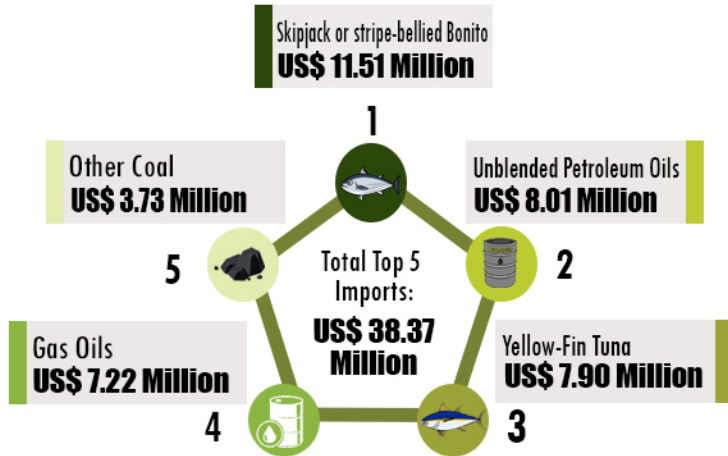 Skipjack or stripe-bellied Bonito
US$ 11.51 Million
1
Other Coal
US$ 3.73 Million
5
Unblended Petroleum Oils
US$ 8.01 Million
2
Total Top 5
Imports:
US$ 38.37
Million
Gas Oils
US$ 7.22 Million
4
Yellow-Fin Tuna
US$ 7.90 Million
3